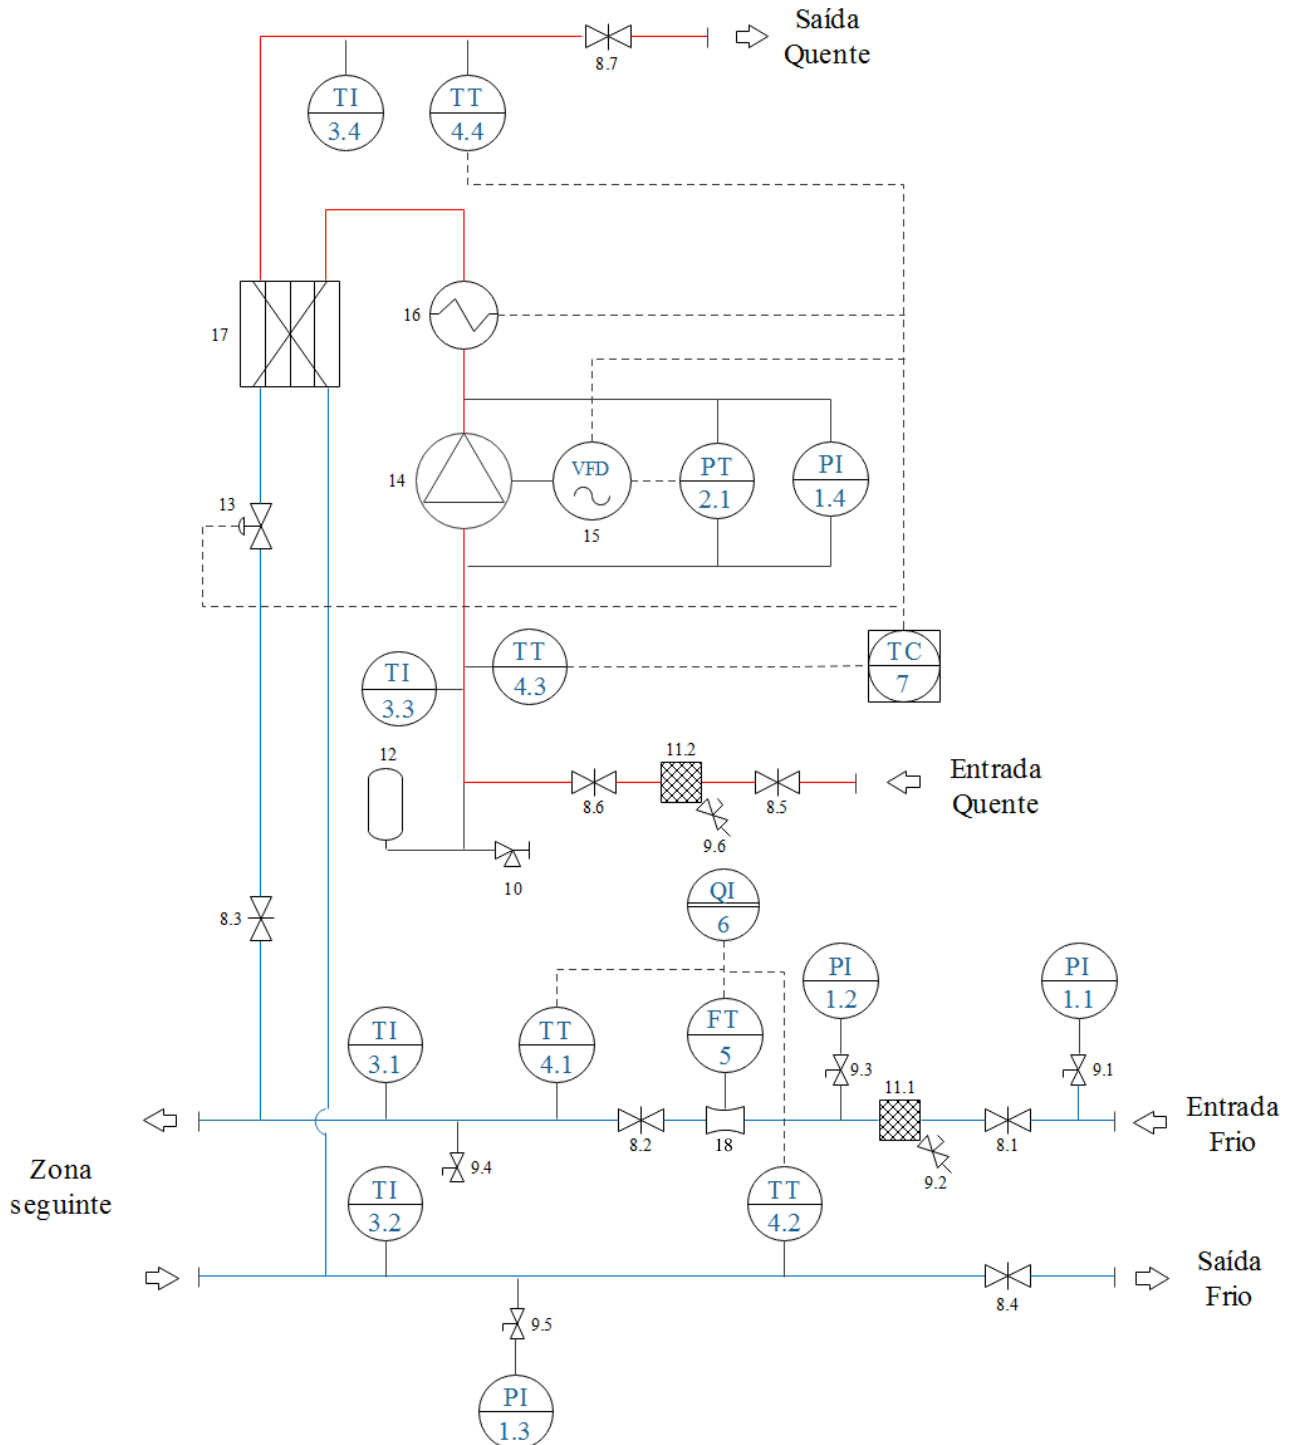 Saída
Quente
8.7
TI
3.4
TT
4.4
17
16
14
VFD
15
PT
2.1
PI
1.4
13
TI
3.3
TT
4.3
TC
7
12
11.2
8.6
8.5
9.6
Entrada
Quente
10
8.3
QI
6
PI
1.2
PI
1.1
TI
3.1
TT
4.1
FT
5
9.3
9.1
11.1
8.2
18
8.1
9.2
Entrada
Frio
9.4
Zona
seguinte
TI
3.2
TT
4.2
8.4
Saída
Frio
9.5
PI
1.3